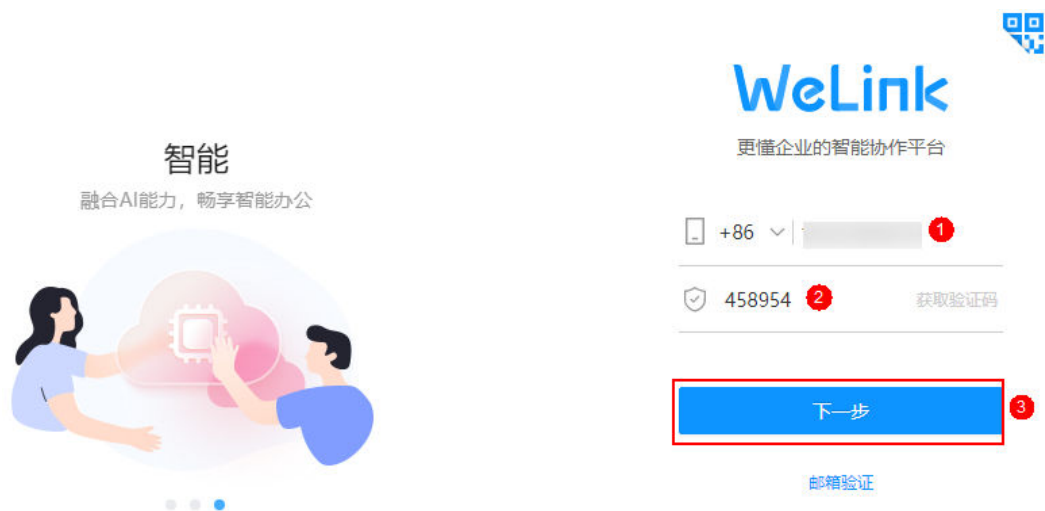 智能
融合AI能力，畅享智能办公
WeLink
更懂企业的智能协作平台
+86 1
458954 2 获取验证码
下一步 3
邮箱验证